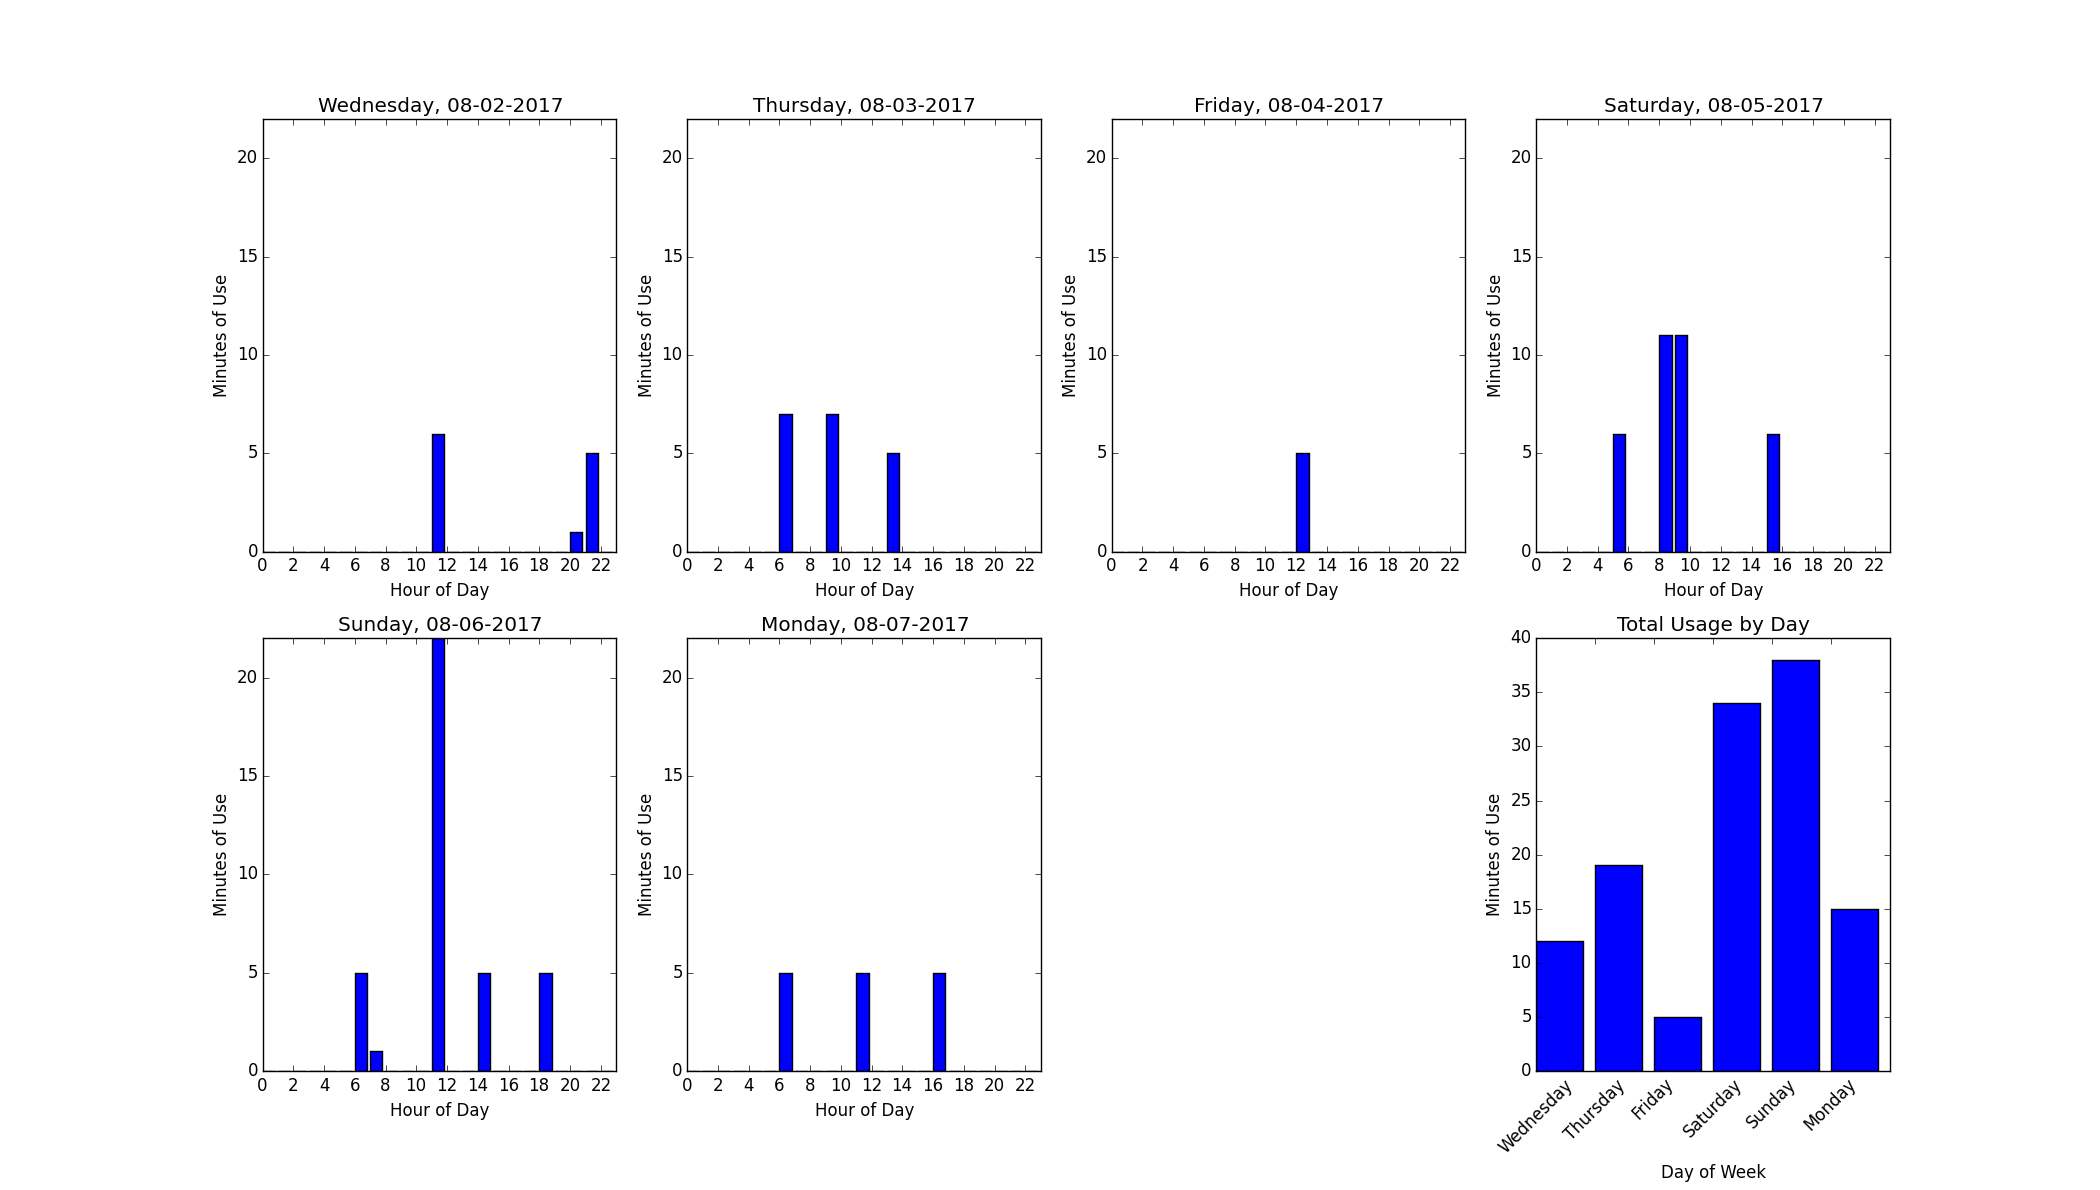 Wednesday, 08-02-2017
20
15
10
5
0
Minutes of Use
0 2 4 6 8 10 12 14 16 18 20 22
Hour of Day
Thursday, 08-03-2017
20
15
10
5
0
Minutes of Use
0 2 4 6 8 10 12 14 16 18 20 22
Hour of Day
Friday, 08-04-2017
20
15
10
5
0
Minutes of Use
0 2 4 6 8 10 12 14 16 18 20 22
Hour of Day
Saturday, 08-05-2017
20
15
10
5
0
Minutes of Use
0 2 4 6 8 10 12 14 16 18 20 22
Hour of Day
Sunday, 08-06-2017
20
15
10
5
0
Minutes of Use
0 2 4 6 8 10 12 14 16 18 20 22
Hour of Day
Monday, 08-07-2017
20
15
10
5
0
Minutes of Use
0 2 4 6 8 10 12 14 16 18 20 22
Hour of Day
Total Usage by Day
40
35
30
25
20
15
10
5
0
Minutes of Use
Wednesday
Thursday
Friday
Saturday
Sunday
Monday
Day of Week